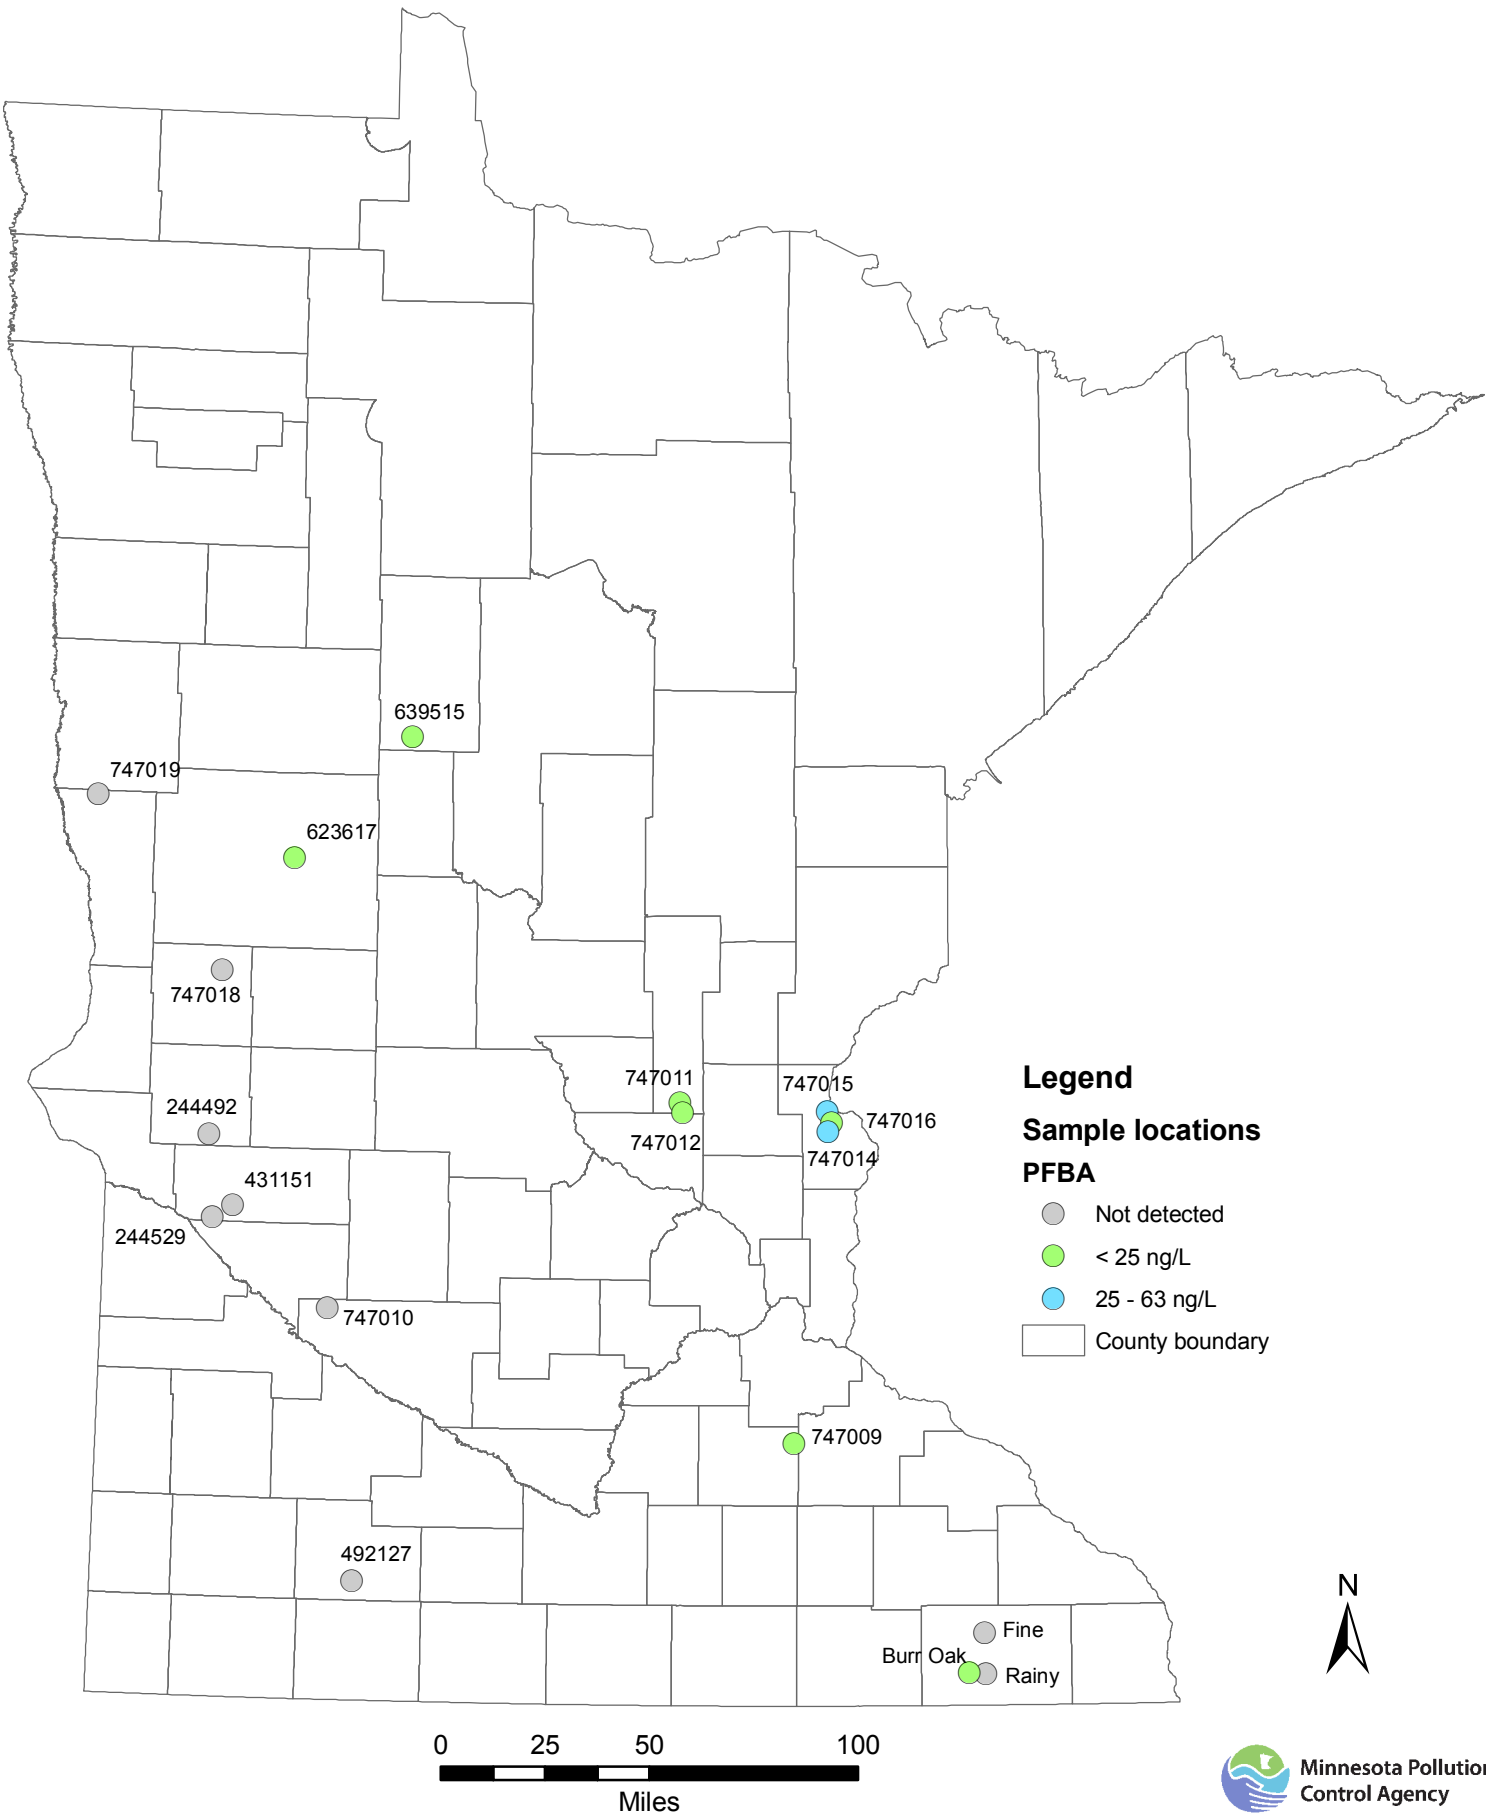 639515
747019
623617
747018
747011
747015
244492
747016
747012
747014
431151
244529
747010
747009
492127
Fine
Burr Oak
Rainy
Legend
Sample locations
PFBA
Not detected
< 25 ng/L
25 - 63 ng/L
County boundary
N
0 25 50 100
Miles
Minnesota Pollution
Control Agency